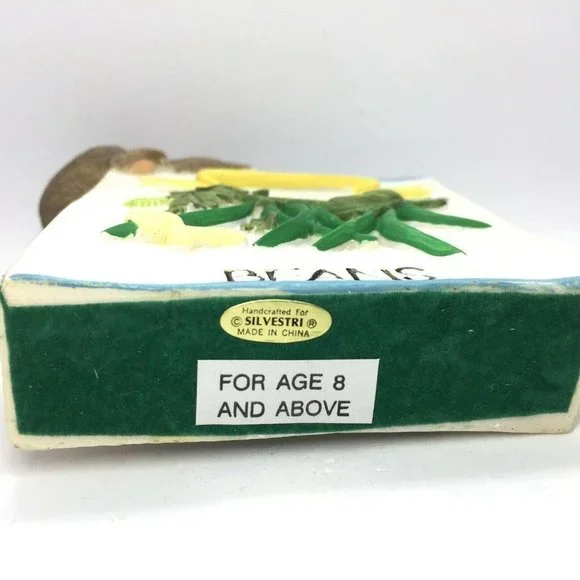 BEANS
Handcrafted For
© SILVESTRI ®
MADE IN CHINA
FOR AGE 8
AND ABOVE